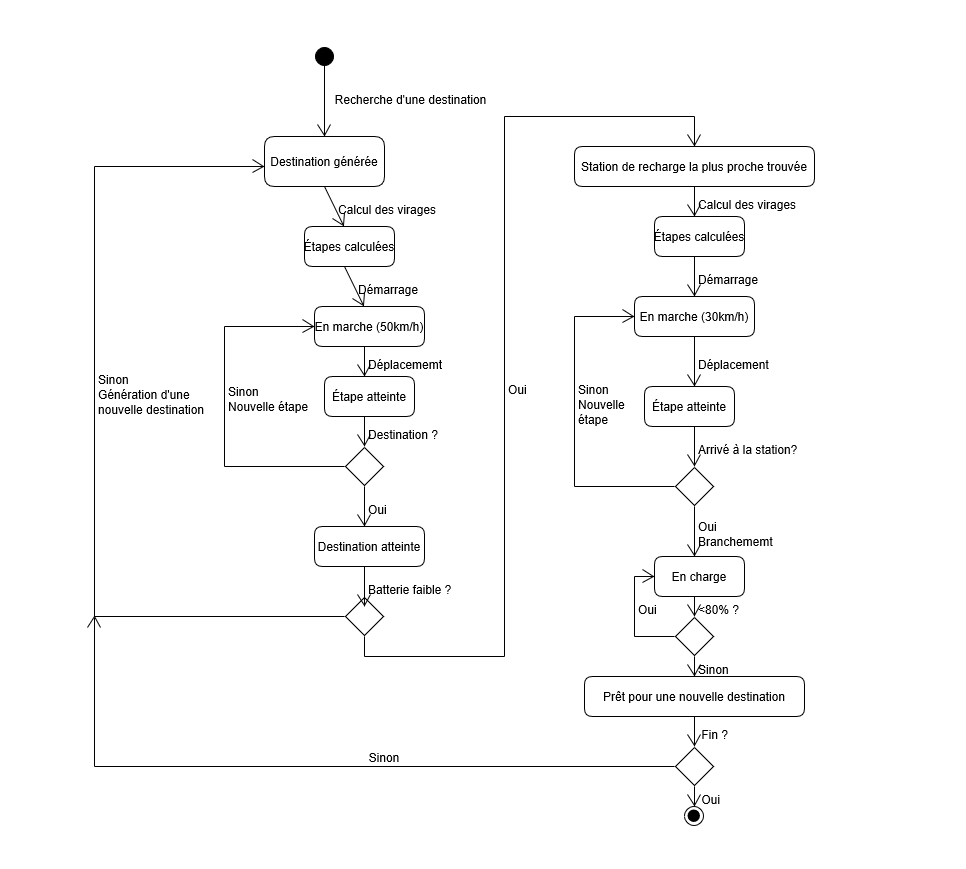 Recherche d'une destination
Destination générée
Calcul des virages
Étapes calculées
Démarrage
En marche (50km/h)
Déplacememt
Étape atteinte
Destination ?
Sinon
Nouvelle étape
Oui
Destination atteinte
Batterie faible ?
Sinon
Génération d'une
nouvelle destination
Oui
Station de recharge la plus proche trouvée
Calcul des virages
Étapes calculées
Démarrage
En marche (30km/h)
Déplacement
Étape atteinte
Arrivé à la station?
Sinon
Nouvelle
étape
Oui
Branchememt
En charge
<80% ?
Oui
Sinon
Prêt pour une nouvelle destination
Fin ?
Sinon
Oui